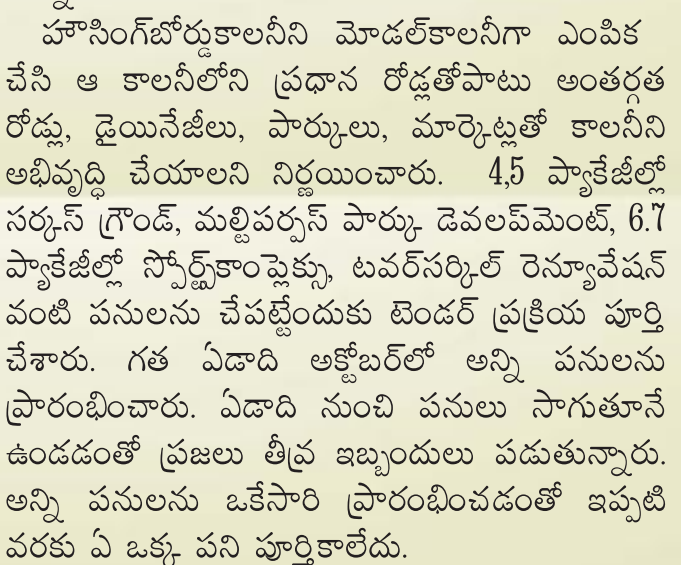 హౌసింగ్‌బోర్డుకాలనీని మోడల్‌కాలనీగా ఎంపిక
చేసి ఆ కాలనీలోని ప్రధాన రోడ్లతోపాటు అంతర్గత
రోడ్లు, డ్రైయినేజీలు, పార్కులు, మార్కెట్లతో కాలనీని
అభివృద్ధి చేయాలని నిర్ణయించారు. 4,5 ప్యాకేజీల్లో
సర్కస్ గ్రౌండ్, మల్టిపర్పస్ పార్కు డెవలప్‌మెంట్, 6.7
ప్యాకేజీల్లో స్పోర్ట్స్‌కాంప్లెక్సు, టవర్‌సర్కిల్ రెన్యూవేషన్
వంటి పనులను చేపట్టేందుకు టెండర్ ప్రక్రియ పూర్తి
చేశారు. గత ఏడాది అక్టోబర్‌లో అన్ని పనులను
ప్రారంభించారు. ఏడాది నుంచి పనులు సాగుతూనే
ఉండడంతో ప్రజలు తీవ్ర ఇబ్బందులు పడుతున్నారు.
అన్ని పనులను ఒకేసారి ప్రారంభించడంతో ఇప్పటి
వరకు ఏ ఒక్క పని పూర్తికాలేదు.